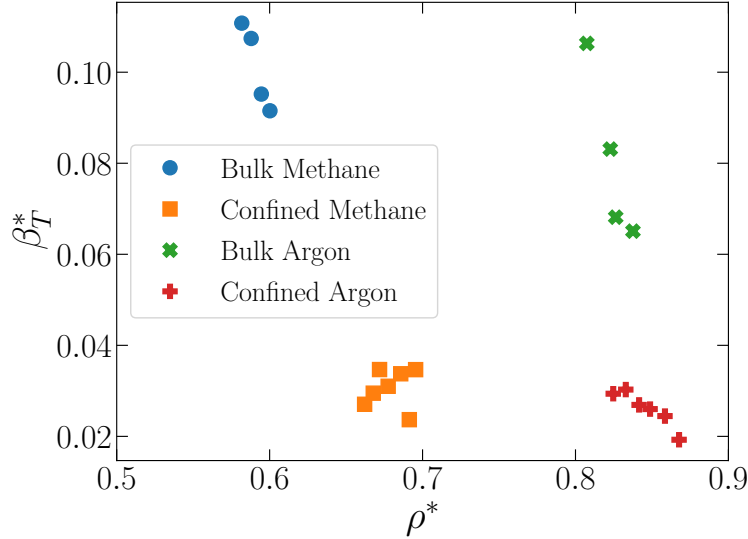 0.10
0.08
0.06
0.04
0.02
β*T
Bulk Methane
Confined Methane
Bulk Argon
Confined Argon
0.5 0.6 0.7 0.8 0.9
ρ*